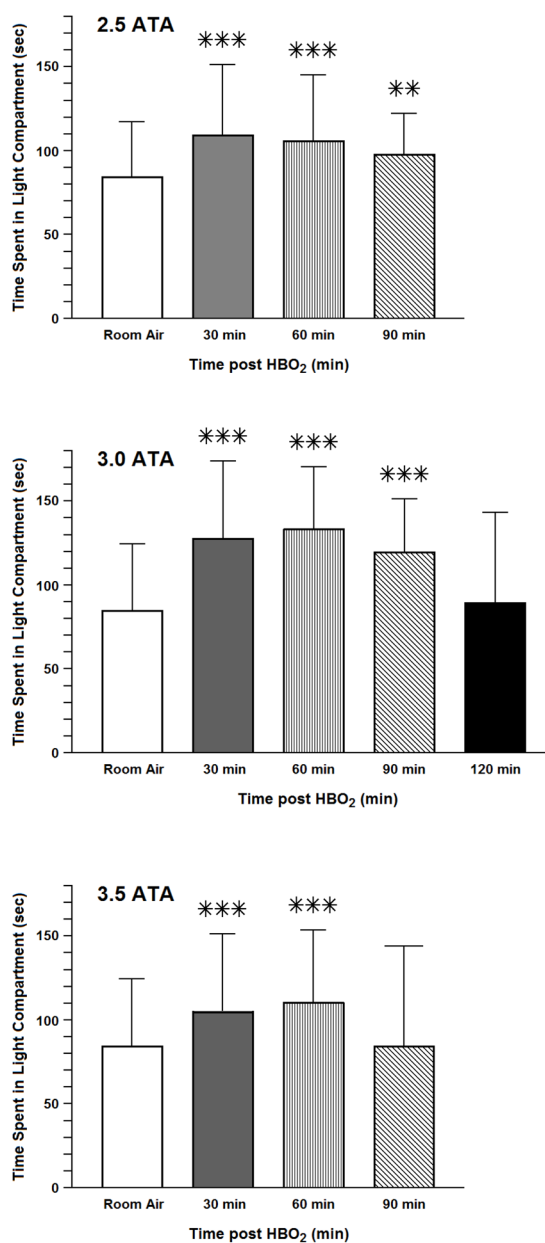 2.5 ATA
*** *** **
Time Spent in Light Compartment (sec)
150
100
50
0
Room Air 30 min 60 min 90 min
Time post HBO₂ (min)
3.0 ATA
*** *** ***
Time Spent in Light Compartment (sec)
150
100
50
0
Room Air 30 min 60 min 90 min 120 min
Time post HBO₂ (min)
3.5 ATA
*** ***
Time Spent in Light Compartment (sec)
150
100
50
0
Room Air 30 min 60 min 90 min
Time post HBO₂ (min)